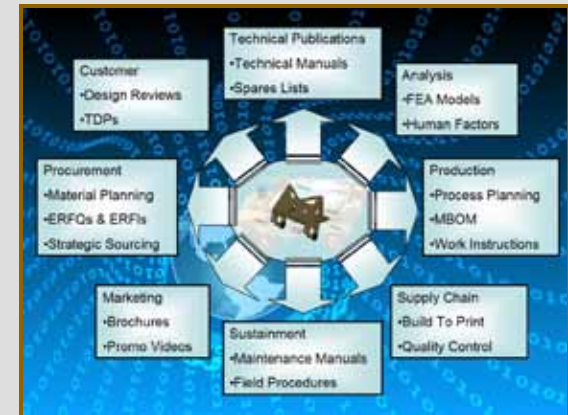 Technical Publications
•Technical Manuals
•Spares Lists
Customer
•Design Reviews
•TDPs
Analysis
•FEA Models
•Human Factors
Procurement
•Material Planning
•ERFQs & ERFIs
•Strategic Sourcing
Production
•Process Planning
•MBOM
•Work Instructions
Marketing
•Brochures
•Promo Videos
Supply Chain
•Build To Print
•Quality Control
Sustainment
•Maintenance Manuals
•Field Procedures